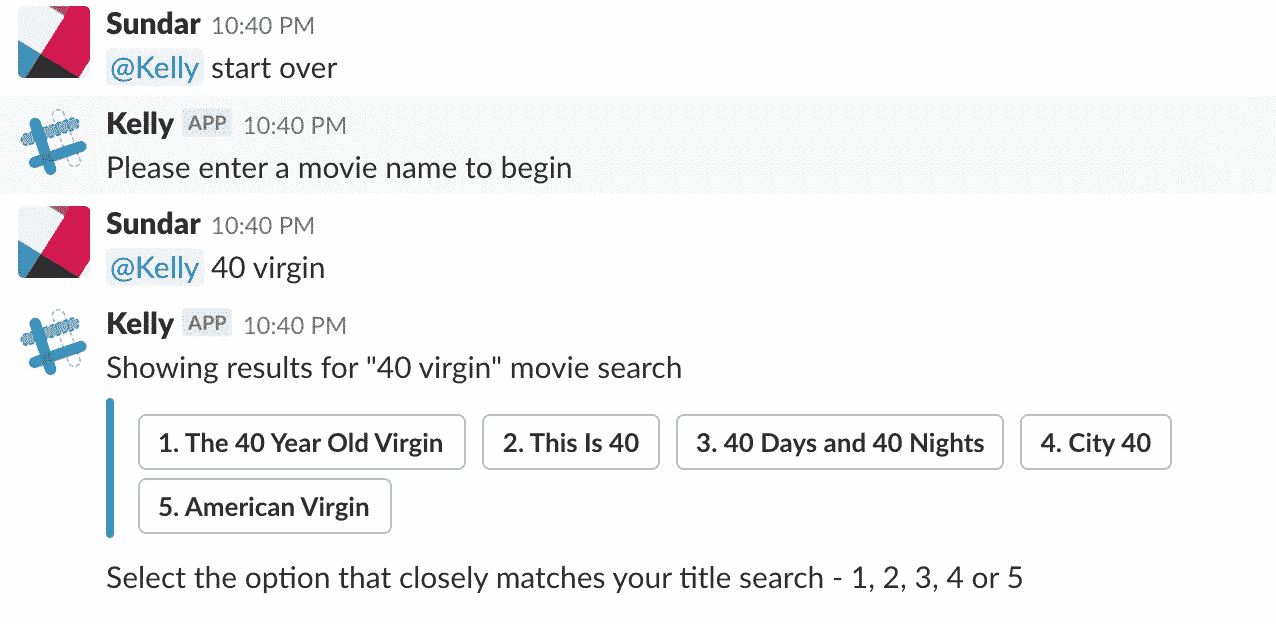 Sundar 10:40 PM
@Kelly start over
Kelly APP 10:40 PM
Please enter a movie name to begin
Sundar 10:40 PM
@Kelly 40 virgin
Kelly APP 10:40 PM
Showing results for "40 virgin" movie search
1. The 40 Year Old Virgin 2. This Is 40 3. 40 Days and 40 Nights 4. City 40
5. American Virgin
Select the option that closely matches your title search - 1, 2, 3, 4 or 5